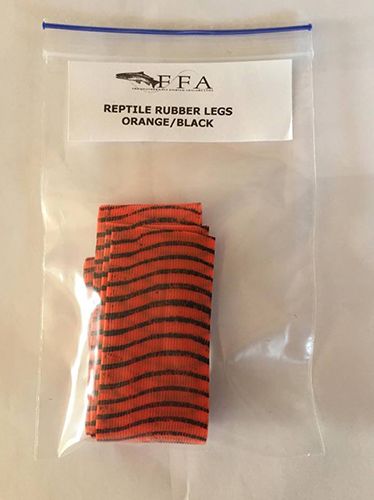 FFA
REPTILE RUBBER LEGS
ORANGE/BLACK